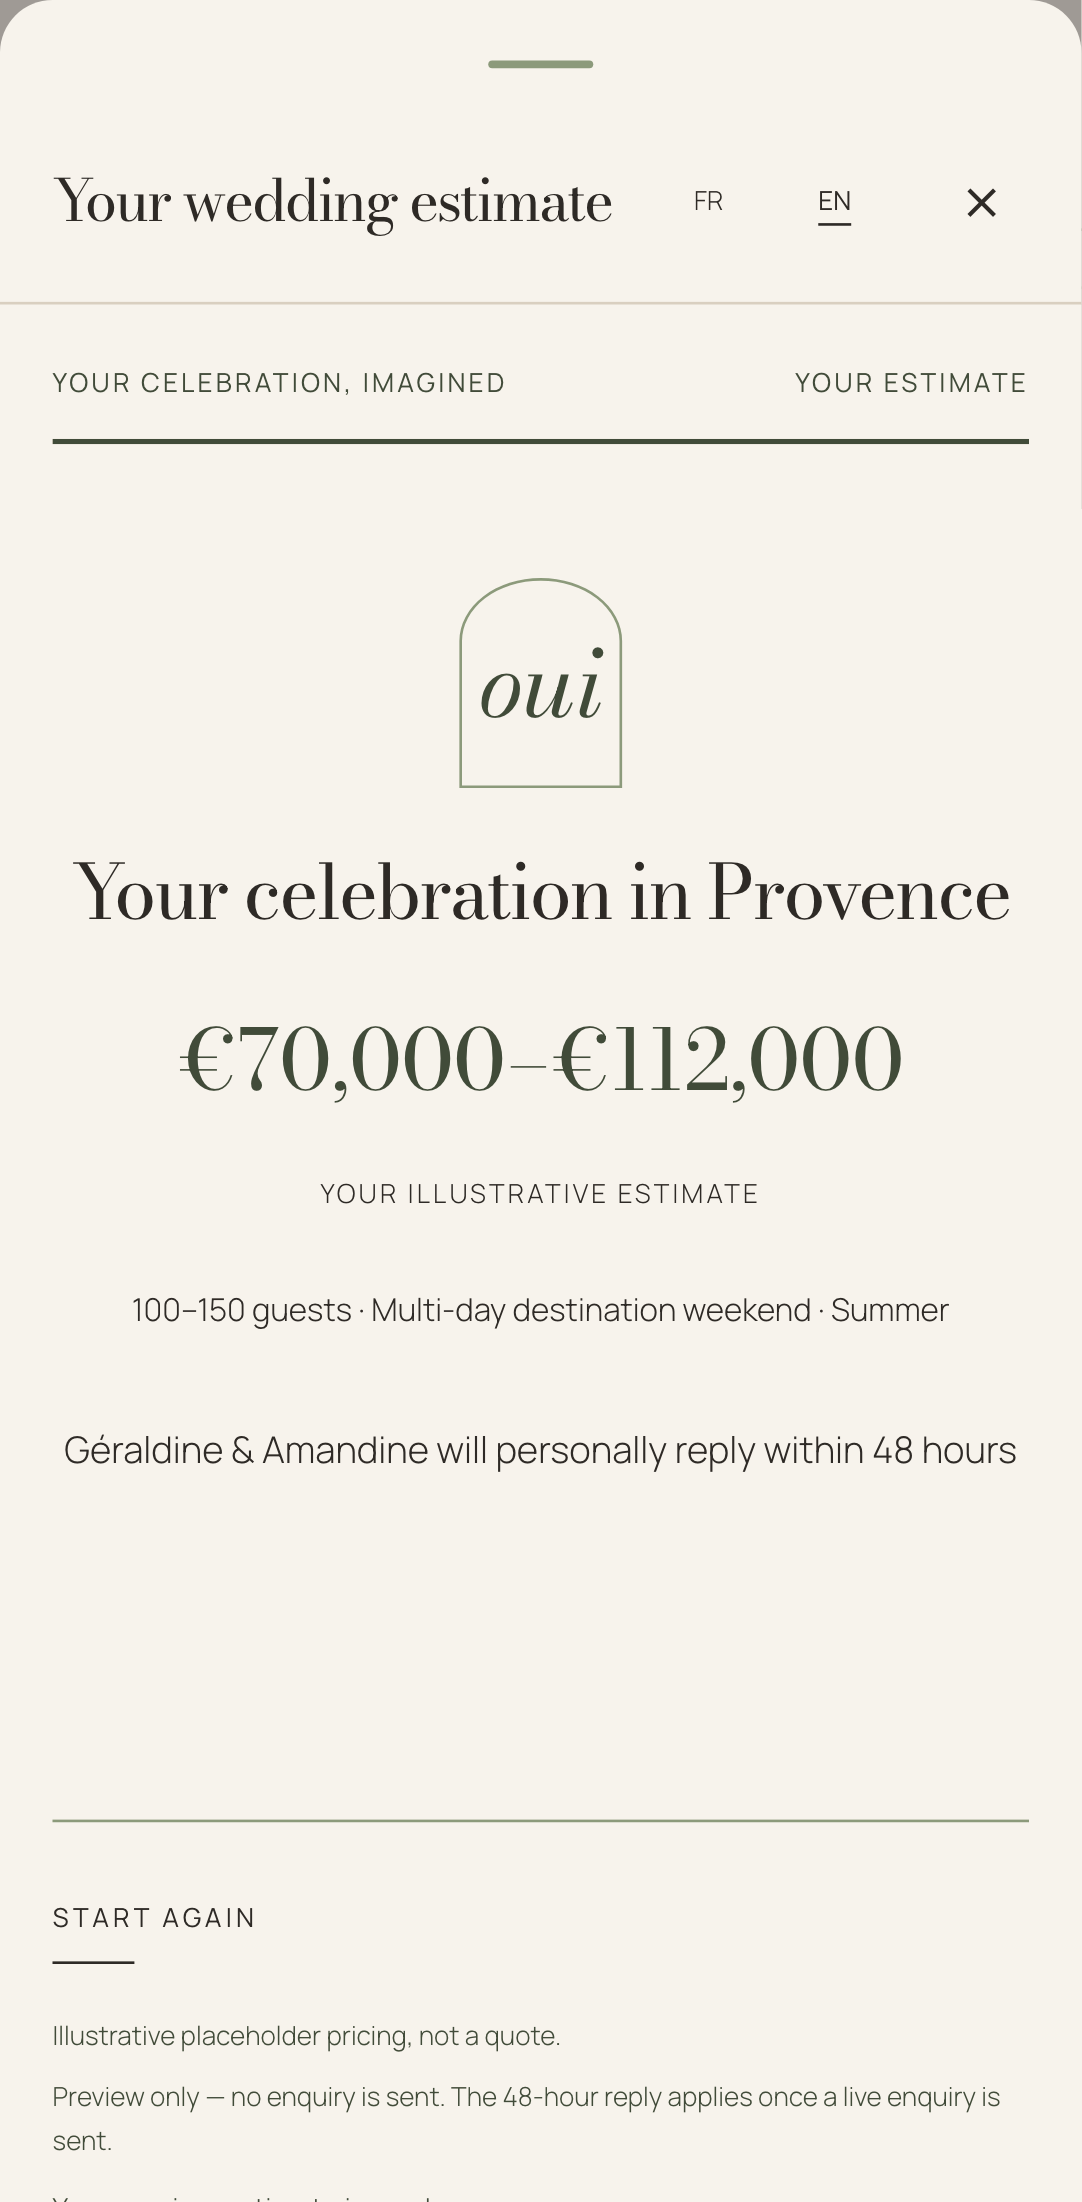 Your wedding estimate FR EN
YOUR CELEBRATION, IMAGINED YOUR ESTIMATE
oui
Your celebration in Provence
€70,000–€112,000
YOUR ILLUSTRATIVE ESTIMATE
100–150 guests · Multi-day destination weekend · Summer
Géraldine & Amandine will personally reply within 48 hours
START AGAIN
Illustrative placeholder pricing, not a quote.
Preview only — no enquiry is sent. The 48-hour reply applies once a live enquiry is
sent.